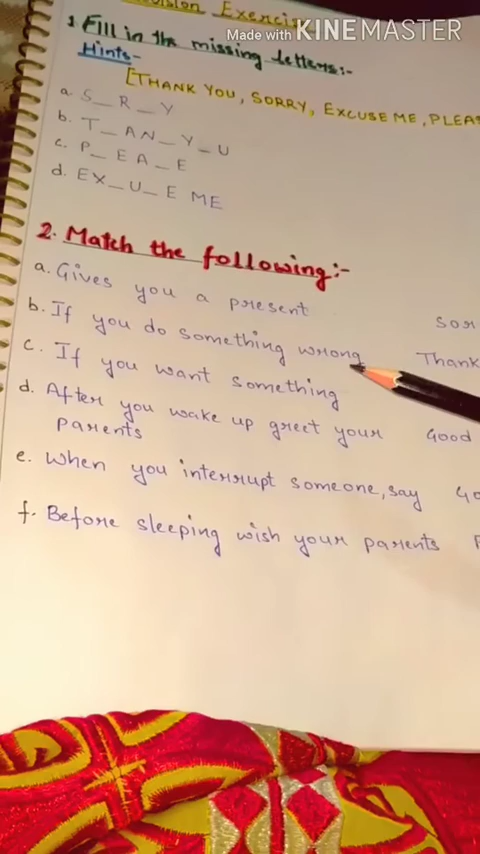 Made with KINEMASTER
Revision Exercis
1. Fill in the missing letters:-
Hints-
[THANK YOU, SORRY, EXCUSE ME, PLEAS
a. S_R_Y
b. T_AN_Y_U
c. P_EA_E
d. EX_U_E ME
2. Match the following:-
a. Gives you a present
Sor
b. If you do something wrong
Thank
c. If you want something
d. After you wake up greet your parents
Good
e. When you interrupt someone, say
Go
f. Before sleeping wish your parents
P